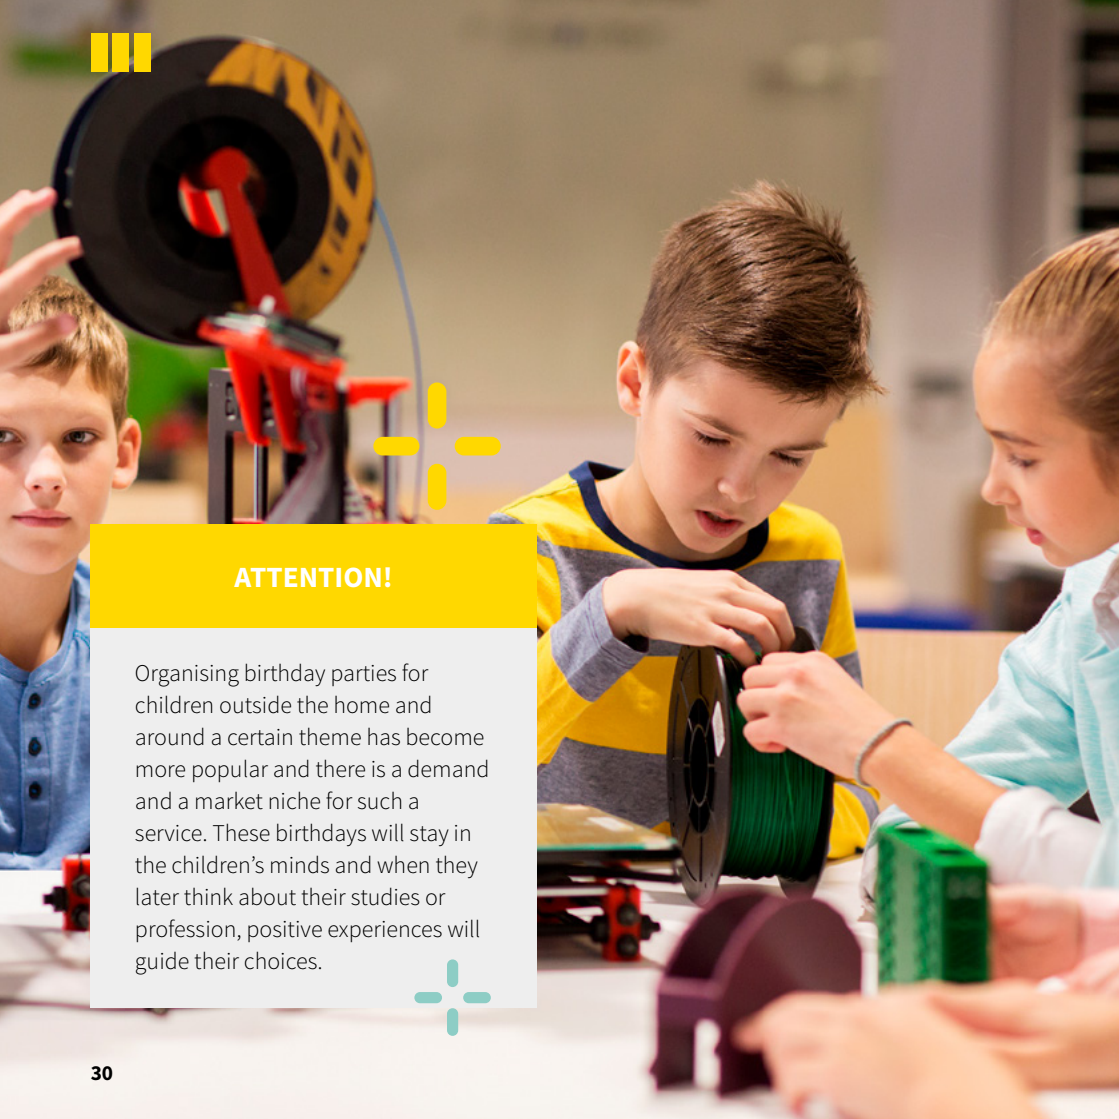 ATTENTION!
Organising birthday parties for
children outside the home and
around a certain theme has become
more popular and there is a demand
and a market niche for such a
service. These birthdays will stay in
the children’s minds and when they
later think about their studies or
profession, positive experiences will
guide their choices.
30